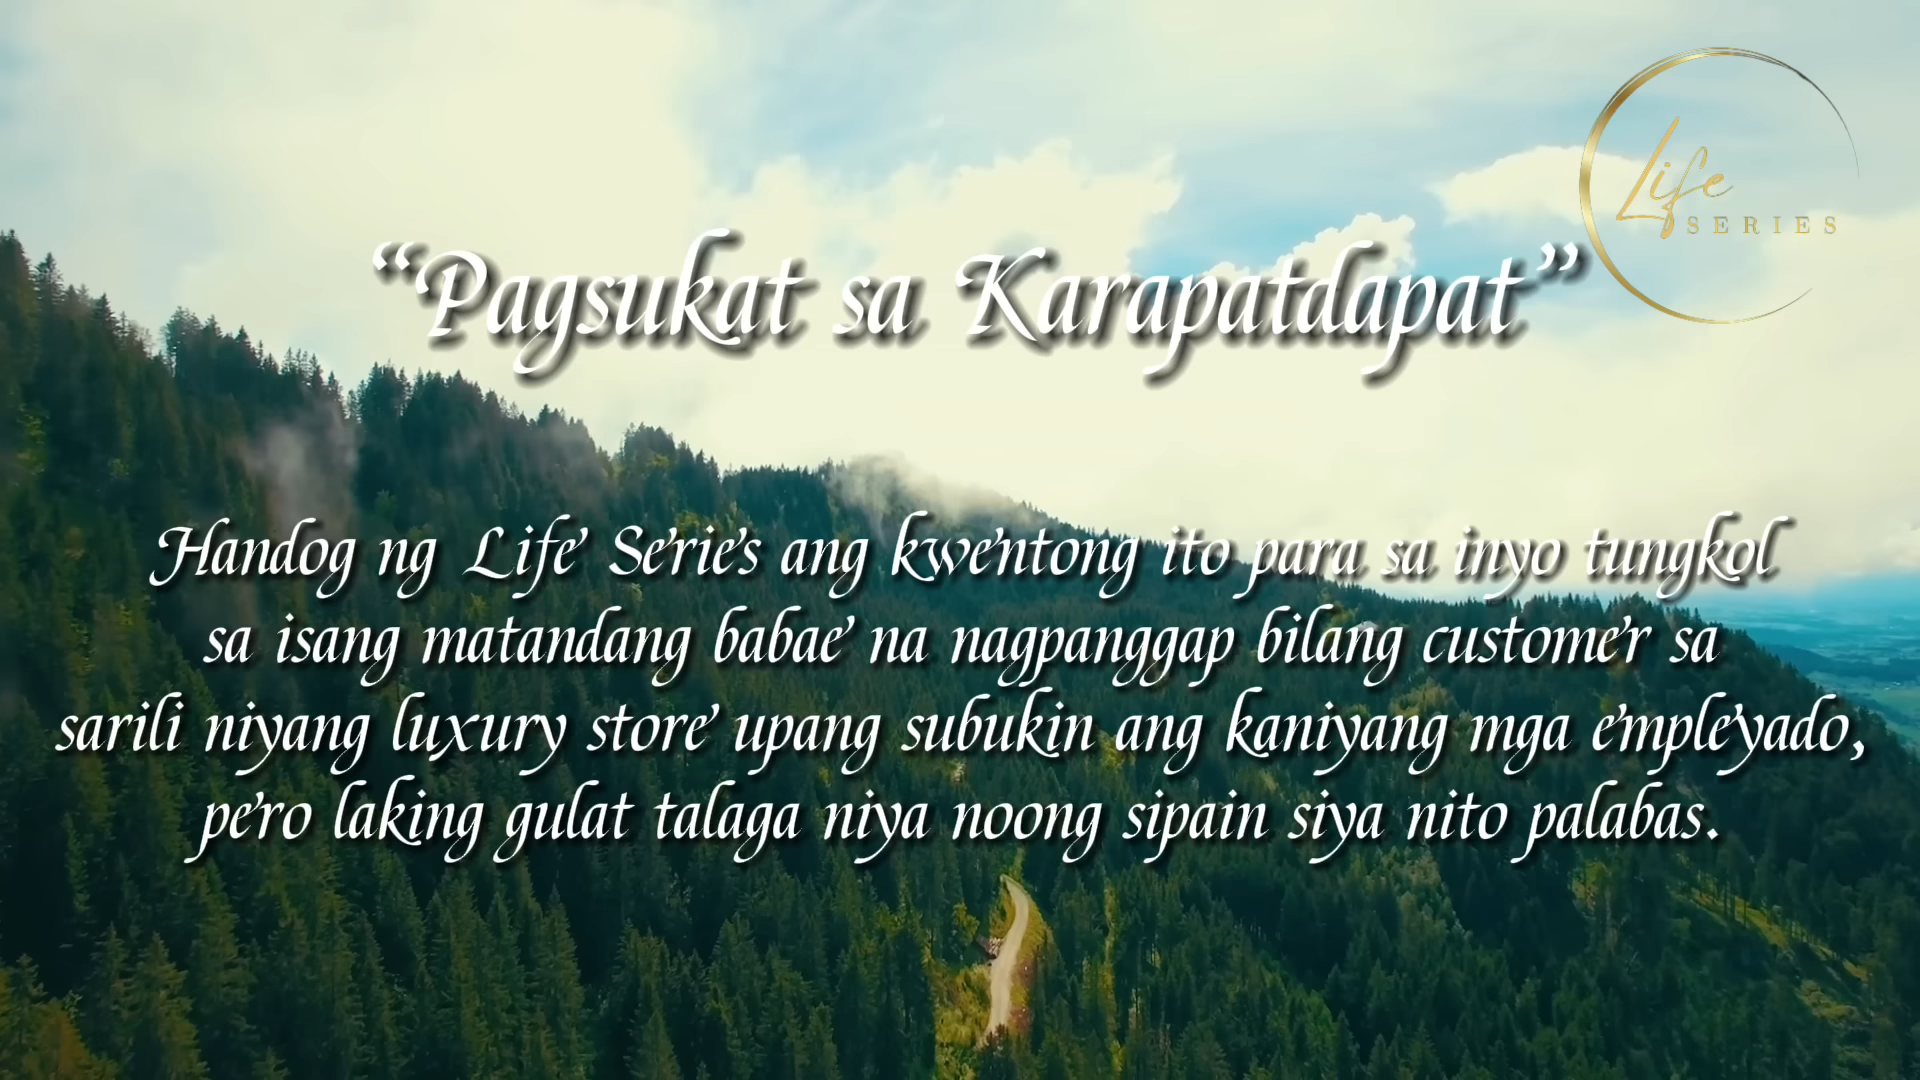 Life
SERIES
“Pagsukat sa Karapatdapat”
Handog ng Life Series ang kwentong ito para sa inyo tungkol
sa isang matandang babae na nagpanggap bilang customer sa
sarili niyang luxury store upang subukin ang kaniyang mga empleyado,
pero laking gulat talaga niya noong sipain siya nito palabas.